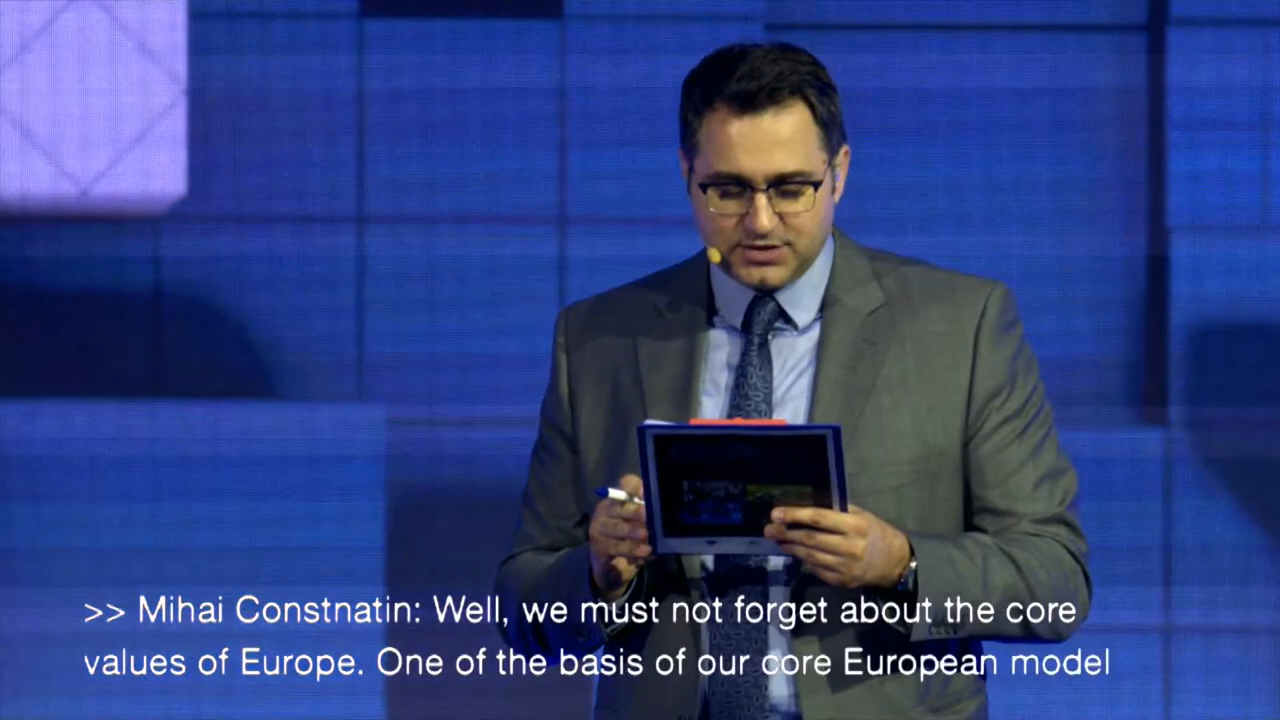 >> Mihai Constnatin: Well, we must not forget about the core
values of Europe. One of the basis of our core European model